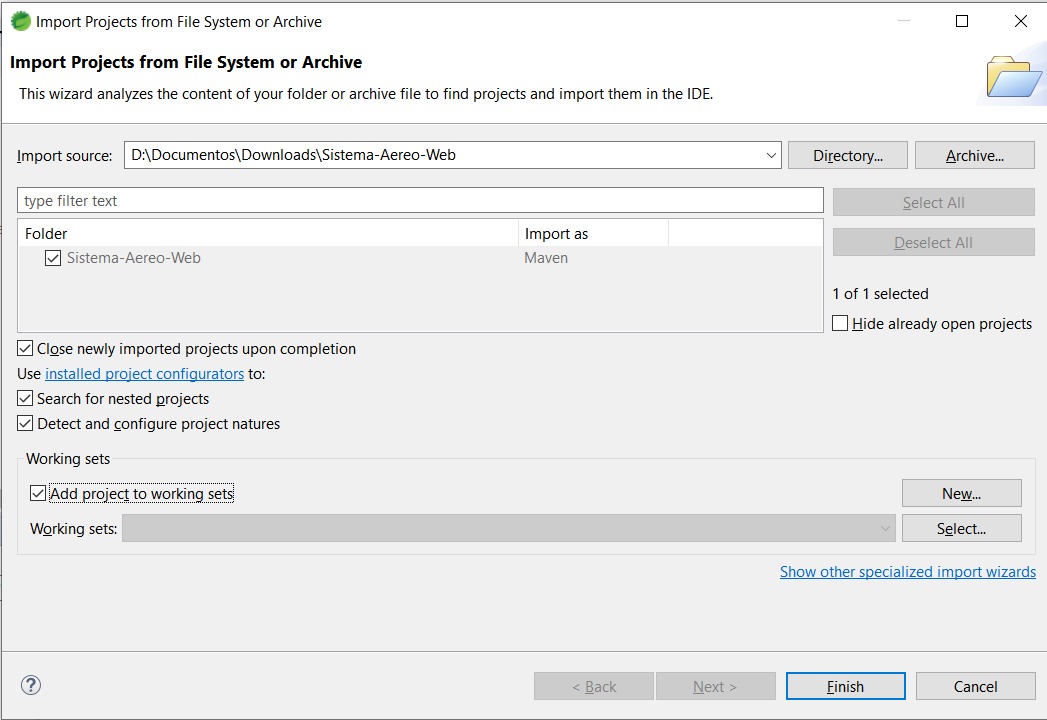 Import Projects from File System or Archive
Import Projects from File System or Archive
This wizard analyzes the content of your folder or archive file to find projects and import them in the IDE.
Import source: D:\Documentos\Downloads\Sistema-Aereo-Web Directory... Archive...
type filter text Select All
Folder Import as Deselect All
Sistema-Aereo-Web Maven
1 of 1 selected
Hide already open projects
Close newly imported projects upon completion
Use installed project configurators to:
Search for nested projects
Detect and configure project natures
Working sets
Add project to working sets New...
Working sets: Select...
Show other specialized import wizards
? < Back Next > Finish Cancel